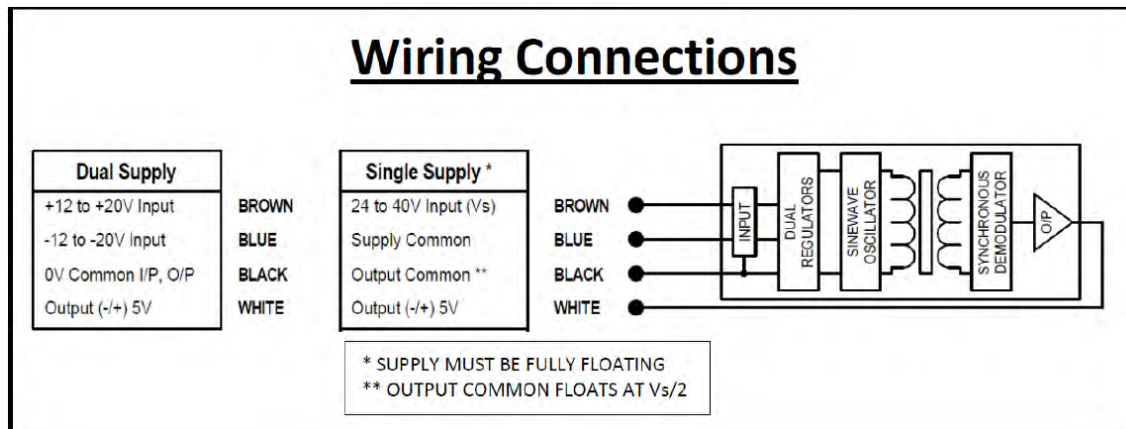 Wiring Connections
Dual Supply
+12 to +20V Input BROWN
-12 to -20V Input BLUE
0V Common I/P, O/P BLACK
Output (-/+) 5V WHITE
Single Supply *
24 to 40V Input (Vs) BROWN
Supply Common BLUE
Output Common ** BLACK
Output (-/+) 5V WHITE
INPUT
DUAL
REGULATORS
SINEWAVE
OSCILLATOR
SYNCHRONOUS
DEMODULATOR
O/P
* SUPPLY MUST BE FULLY FLOATING
** OUTPUT COMMON FLOATS AT Vs/2